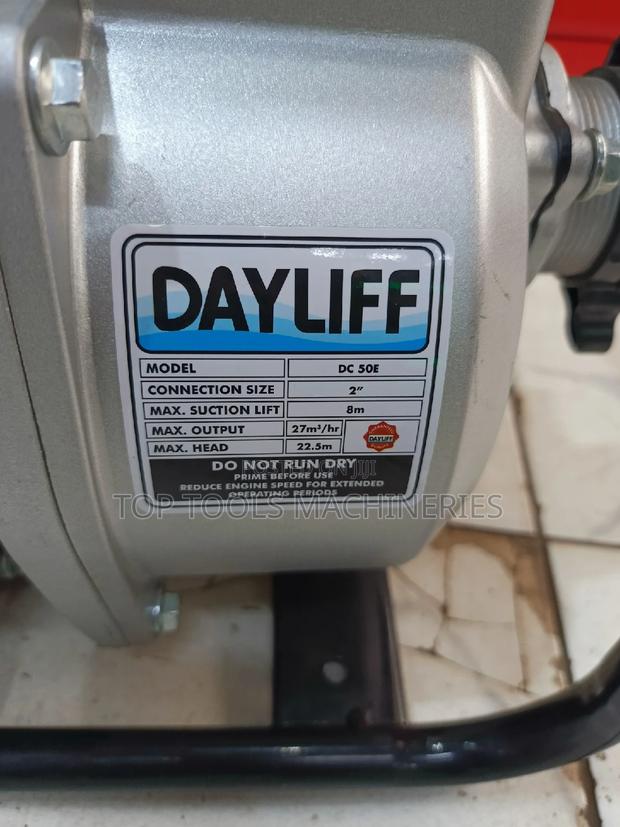 DAYLIFF
MODEL DC 50E
CONNECTION SIZE 2"
MAX. SUCTION LIFT 8m
MAX. OUTPUT 27m³/hr
MAX. HEAD 22.5m
DAYLIFF
DO NOT RUN DRY
PRIME BEFORE USE
REDUCE ENGINE SPEED FOR EXTENDED
OPERATING PERIODS
TOP TOOLS MACHINERIES